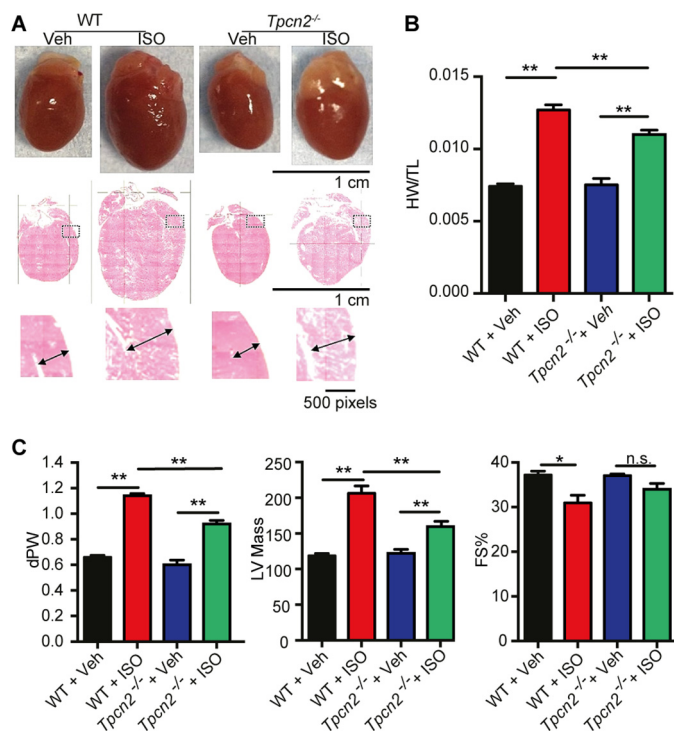 A
WT
Tpcn2-/-
Veh
ISO
Veh
ISO
1 cm
1 cm
500 pixels
B
HW/TL
0.015
0.010
0.005
0.000
**
**
**
WT + Veh
WT + ISO
Tpcn2-/-+ Veh
Tpcn2-/-+ ISO
C
dPW
1.4
1.2
1.0
0.8
0.6
0.4
0.2
0.0
**
**
**
WT + Veh
WT + ISO
Tpcn2-/-+ Veh
Tpcn2-/-+ ISO
LV Mass
250
200
150
100
50
0
**
**
**
WT + Veh
WT + ISO
Tpcn2-/-+ Veh
Tpcn2-/-+ ISO
FS%
40
30
20
10
0
*
n.s.
WT + Veh
WT + ISO
Tpcn2-/-+ Veh
Tpcn2-/-+ ISO